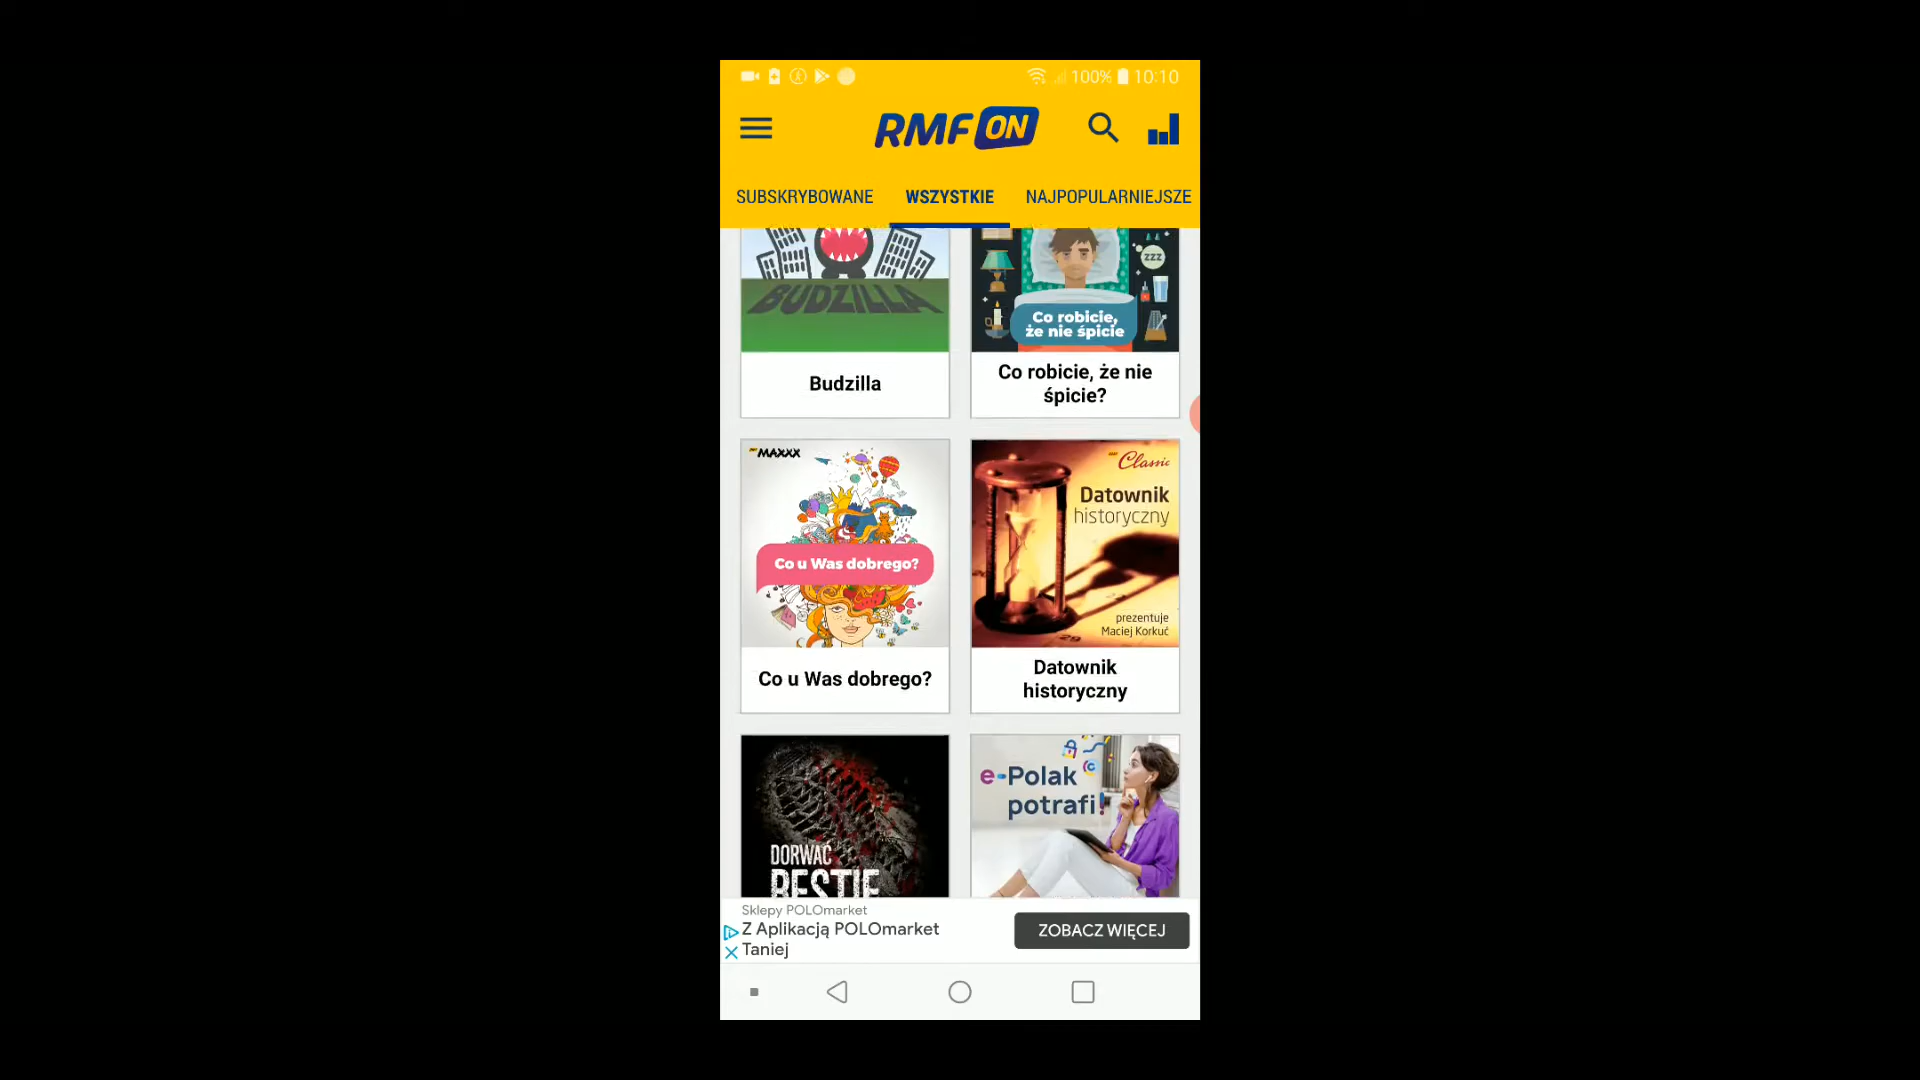 100% 10:10
RMF ON
SUBSKRYBOWANE WSZYSTKIE NAJPOPULARNIEJSZE
BUDZILLA
zzz
Co robicie,
że nie śpicie
Budzilla
Co robicie, że nie
śpicie?
MAXXX
Co u Was dobrego?
Classic
Datownik
historyczny
prezentuje
Maciej Korkuć
29
Co u Was dobrego?
Datownik
historyczny
DORWAĆ
BESTIE
e-Polak
potrafi!
Sklepy POLOmarket
Z Aplikacją POLOmarket
Taniej
ZOBACZ WIĘCEJ